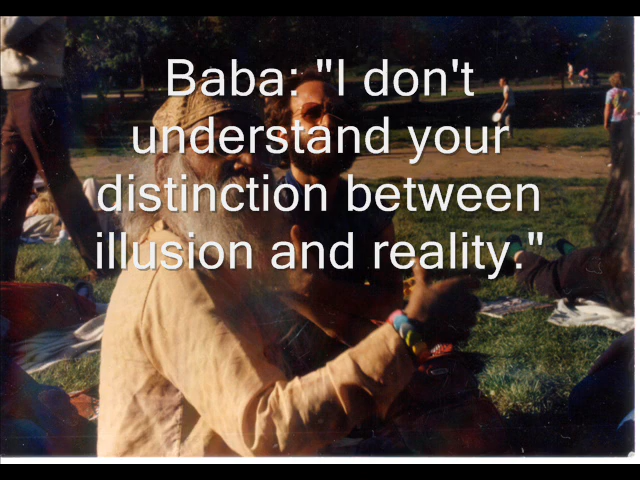 Baba: "I don't
understand your
distinction between
illusion and reality."